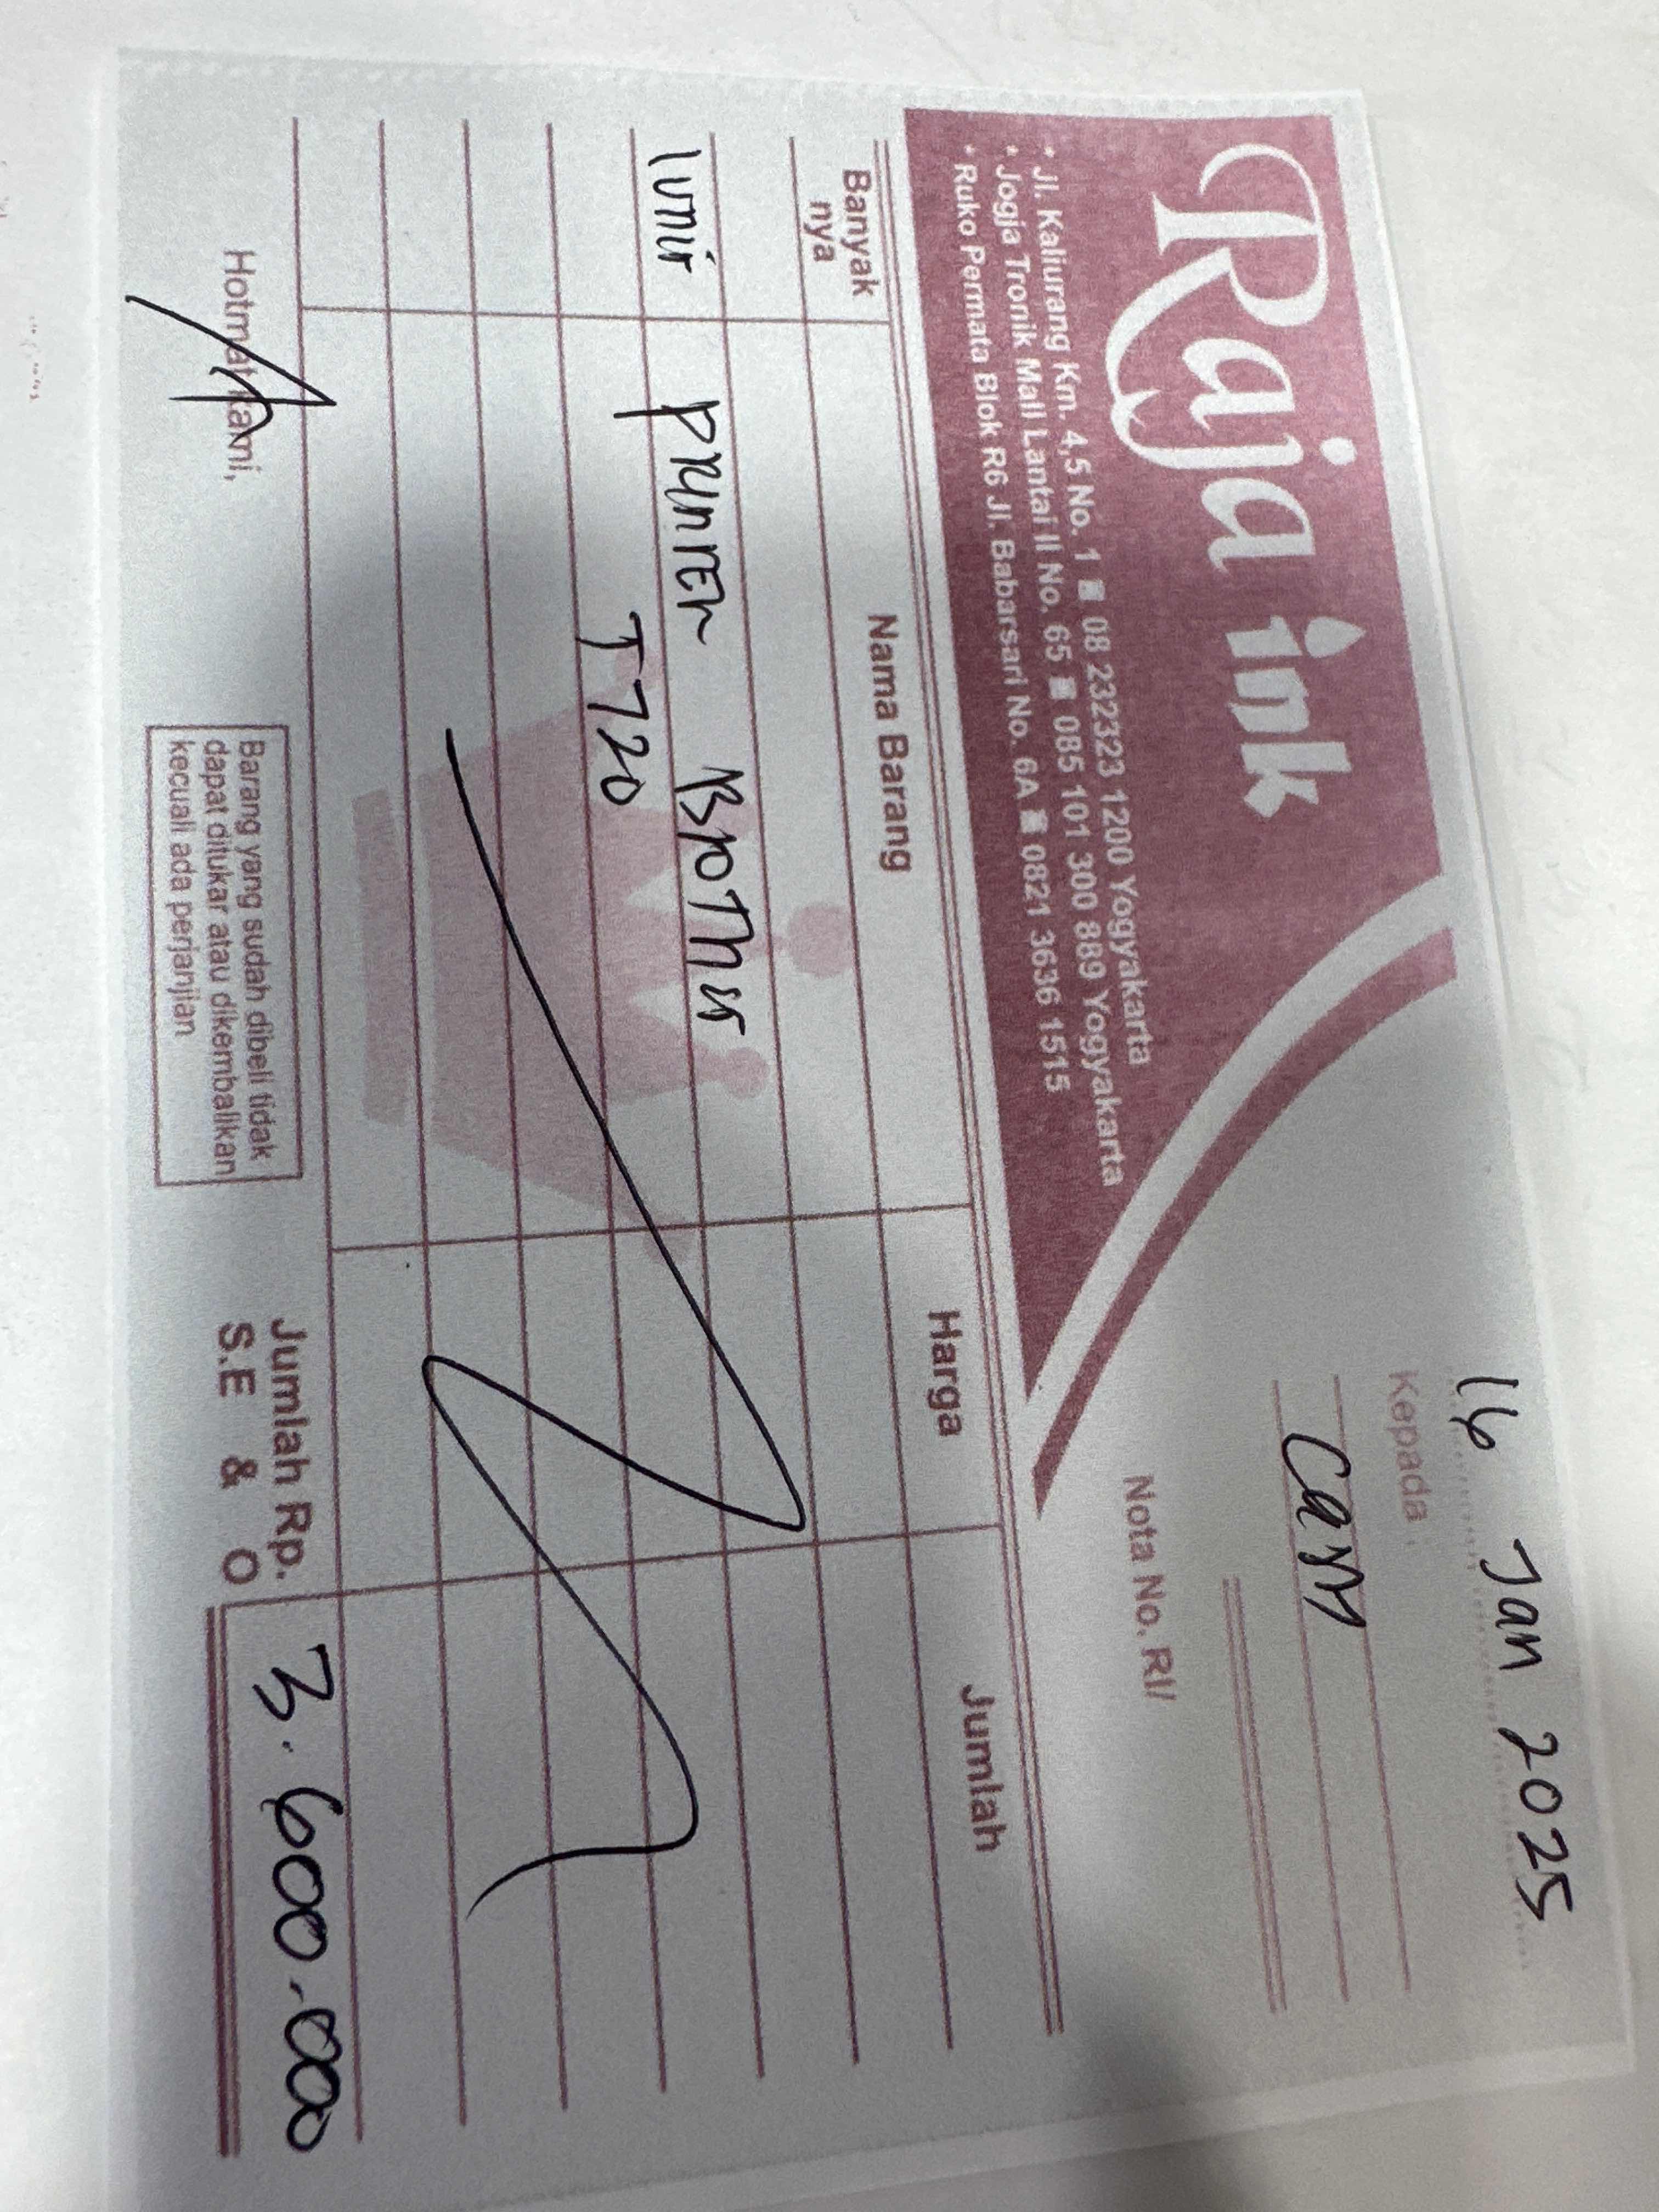 Raja ink
* Jl. Kaliurang Km. 4,5 No. 1 08 232323 1200 Yogyakarta
* Jogja Tronik Mall Lantai II No. 65 085 101 300 889 Yogyakarta
* Ruko Permata Blok R6 Jl. Babarsari No. 6A 0821 3636 1515
16 Jan 2025
Kepada :
Cash
Nota No. RI/
Banyak nya Nama Barang Harga Jumlah
1 unit Printer Brother
T720
Hotmat kami,
Barang yang sudah dibeli tidak
dapat ditukar atau dikembalikan
kecuali ada perjanjian
Jumlah Rp. 3.600.000
S.E & O